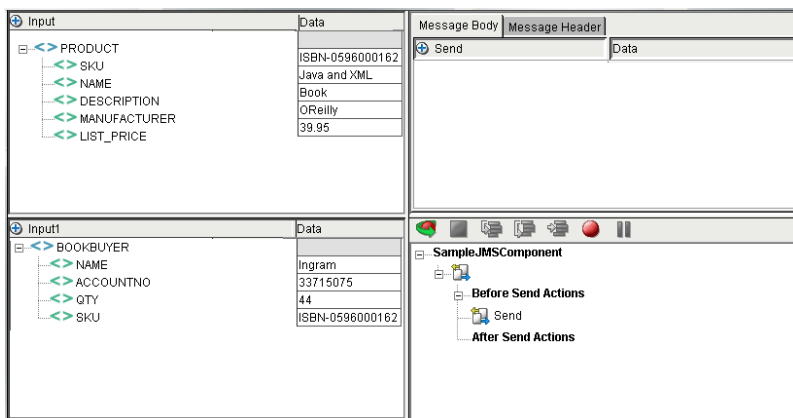 Input Data
PRODUCT
SKU ISBN-0596000162
NAME Java and XML
DESCRIPTION Book
MANUFACTURER OReilly
LIST_PRICE 39.95
Message Body Message Header
Send Data
Input1 Data
BOOKBUYER
NAME Ingram
ACCOUNTNO 33715075
QTY 44
SKU ISBN-0596000162
SampleJMSComponent
Before Send Actions
Send
After Send Actions